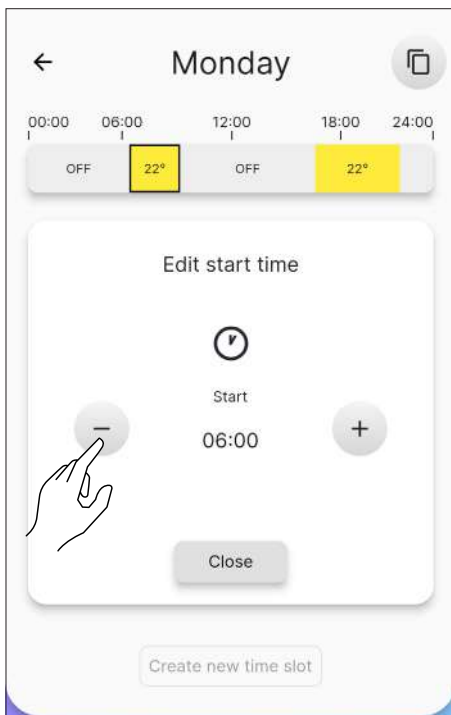 Monday
00:00 06:00 12:00 18:00 24:00
OFF 22° OFF 22°
Edit start time
Start
06:00
Close
Create new time slot